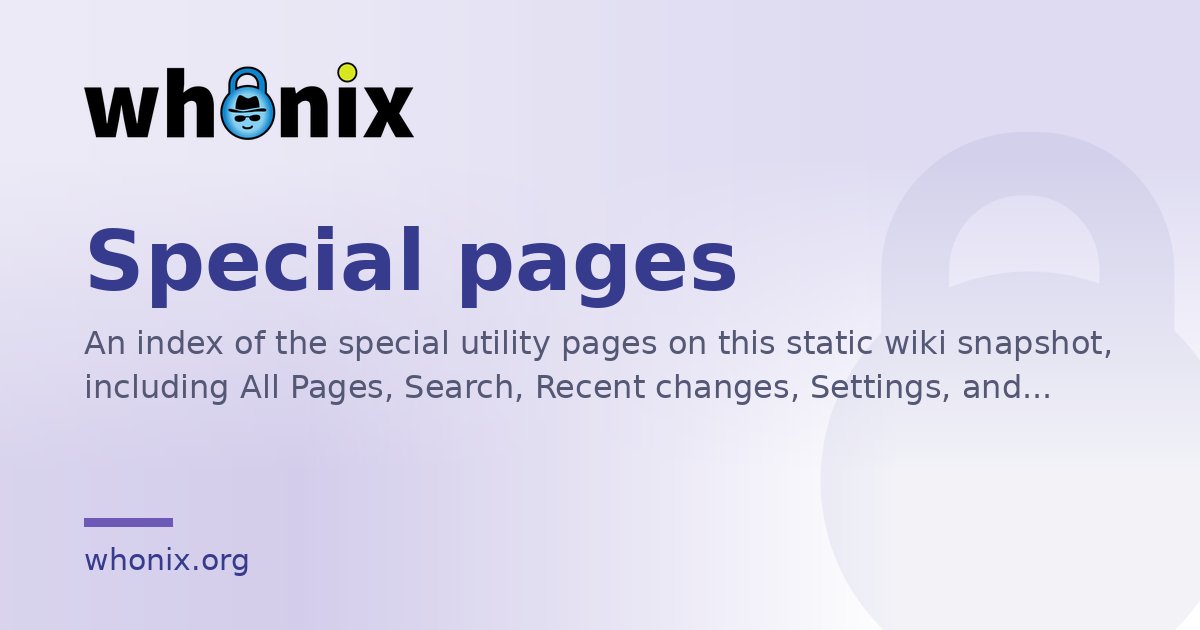 whonix
Special pages
An index of the special utility pages on this static wiki snapshot,
including All Pages, Search, Recent changes, Settings, and...
whonix.org